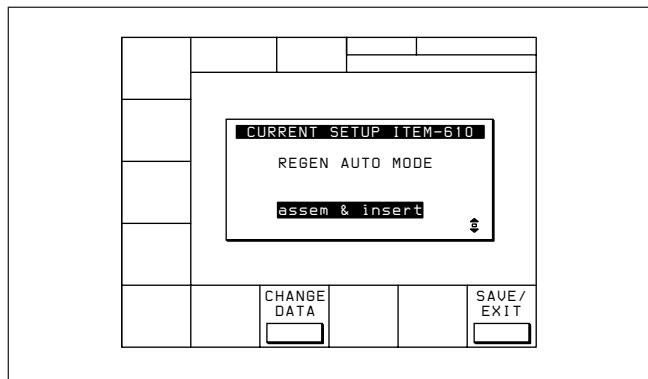 CURRENT SETUP ITEM-610
REGEN AUTO MODE
assem & insert
CHANGE
DATA
SAVE/
EXIT